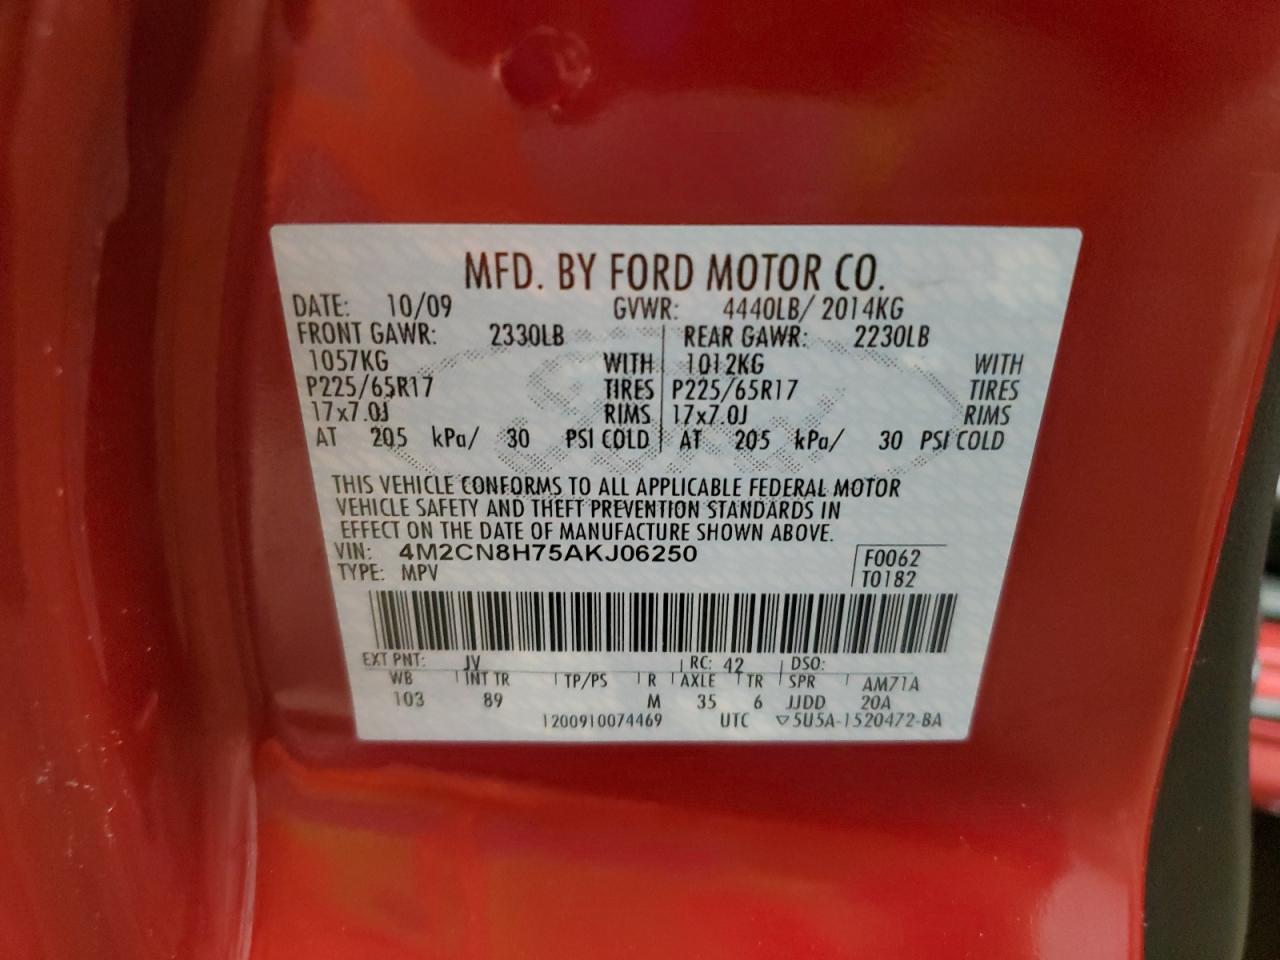 MFD. BY FORD MOTOR CO.
DATE: 10/09 GVWR: 4440LB/ 2014KG
FRONT GAWR: 2330LB REAR GAWR: 2230LB
1057KG WITH 1012KG WITH
P225/65R17 TIRES P225/65R17 TIRES
17x7.0J RIMS 17x7.0J RIMS
AT 205 kPa/ 30 PSI COLD AT 205 kPa/ 30 PSI COLD
THIS VEHICLE CONFORMS TO ALL APPLICABLE FEDERAL MOTOR
VEHICLE SAFETY AND THEFT PREVENTION STANDARDS IN
EFFECT ON THE DATE OF MANUFACTURE SHOWN ABOVE.
VIN: 4M2CN8H75AKJ06250 F0062
TYPE: MPV T0182
EXT PNT: JV RC: 42 DSO:
WB INT TR TP/PS R AXLE TR SPR AM71A
103 89 M 35 6 JJDD 20A
1200910074469 UTC ▽5U5A-1520472-BA